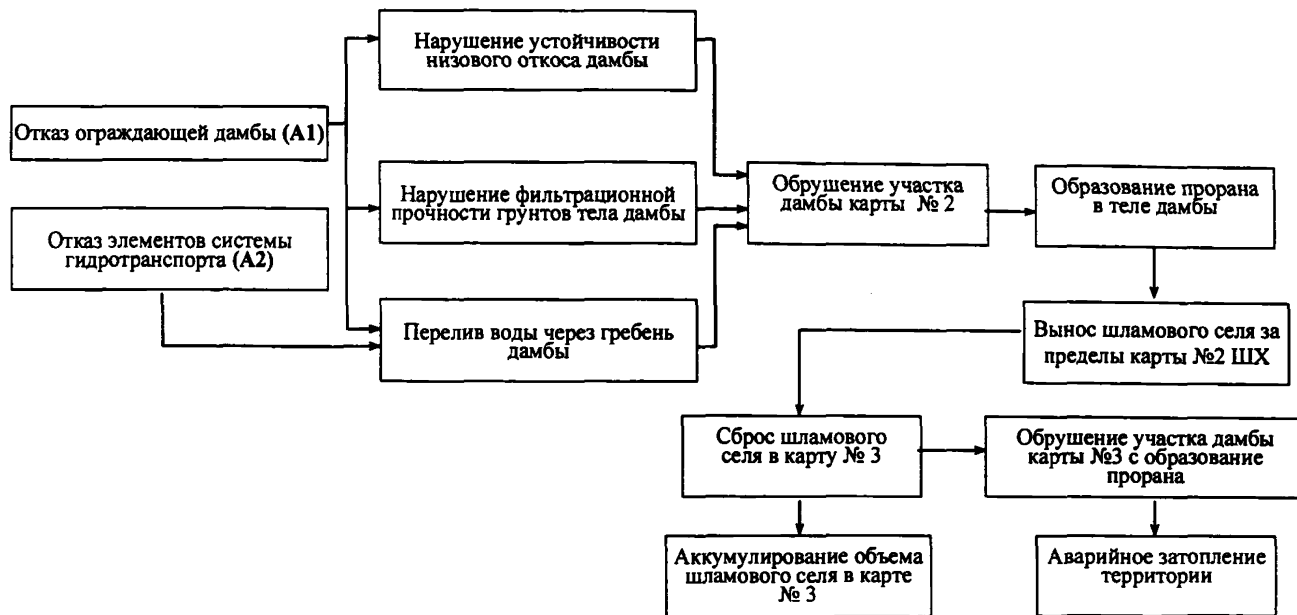 Нарушение устойчивости
низового откоса дамбы
Отказ ограждающей дамбы (А1)
Нарушение фильтрационной
прочности грунтов тела дамбы
Обрушение участка
дамбы карты № 2
Образование прорана
в теле дамбы
Отказ элементов системы
гидротранспорта (А2)
Перелив воды через гребень
дамбы
Вынос шламового селя за
пределы карты №2 ШХ
Сброс шламового
селя в карту № 3
Обрушение участка дамбы
карты №3 с образование
прорана
Аккумулирование объема
шламового селя в карте
№ 3
Аварийное затопление
территории